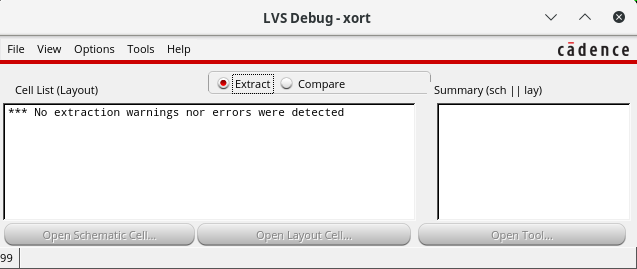 LVS Debug - xort
File View Options Tools Help
cādence
Extract Compare
Cell List (Layout)
Summary (sch || lay)
*** No extraction warnings nor errors were detected
Open Schematic Cell...
Open Layout Cell...
Open Tool...
99